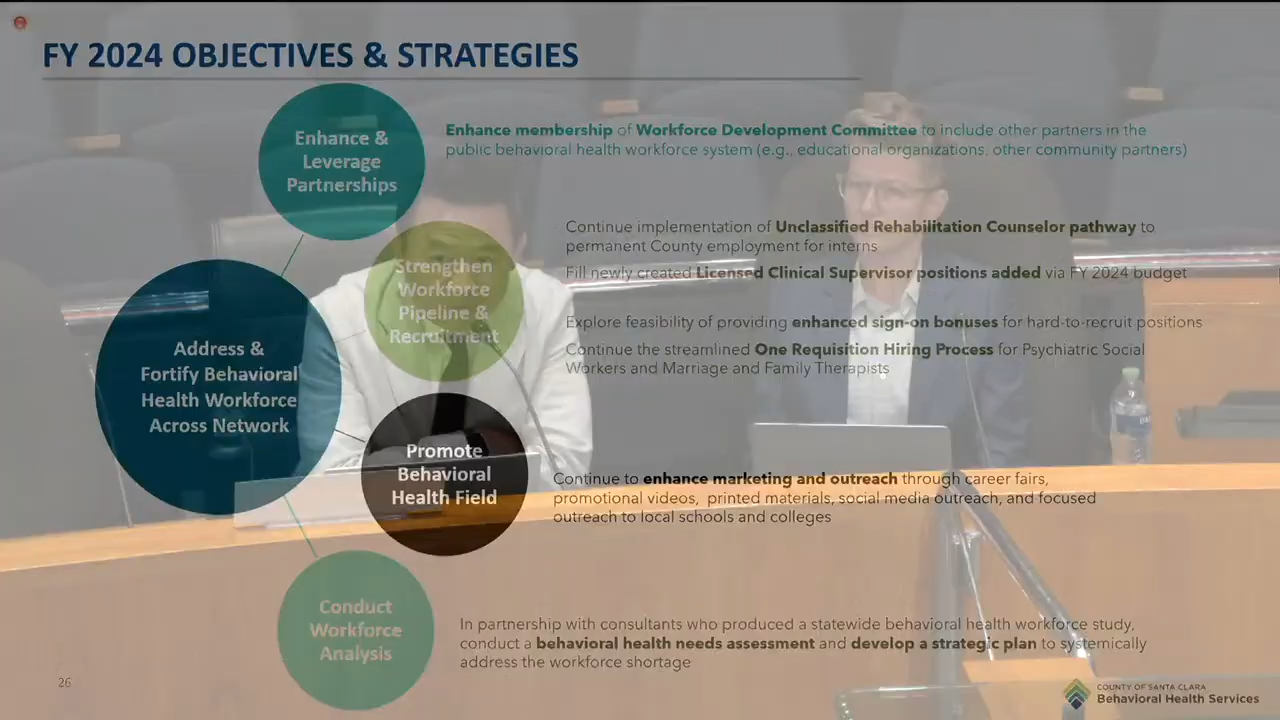 FY 2024 OBJECTIVES & STRATEGIES
Enhance &
Leverage
Partnerships
Enhance membership of Workforce Development Committee to include other partners in the
public behavioral health workforce system (e.g., educational organizations, other community partners)
Address &
Fortify Behavioral
Health Workforce
Across Network
Strengthen
Workforce
Pipeline &
Recruitment
Continue implementation of Unclassified Rehabilitation Counselor pathway to
permanent County employment for interns
Fill newly created Licensed Clinical Supervisor positions added via FY 2024 budget
Explore feasibility of providing enhanced sign-on bonuses for hard-to-recruit positions
Continue the streamlined One Requisition Hiring Process for Psychiatric Social
Workers and Marriage and Family Therapists
Promote
Behavioral
Health Field
Continue to enhance marketing and outreach through career fairs,
promotional videos, printed materials, social media outreach, and focused
outreach to local schools and colleges
Conduct
Workforce
Analysis
In partnership with consultants who produced a statewide behavioral health workforce study,
conduct a behavioral health needs assessment and develop a strategic plan to systemically
address the workforce shortage
26
COUNTY OF SANTA CLARA
Behavioral Health Services